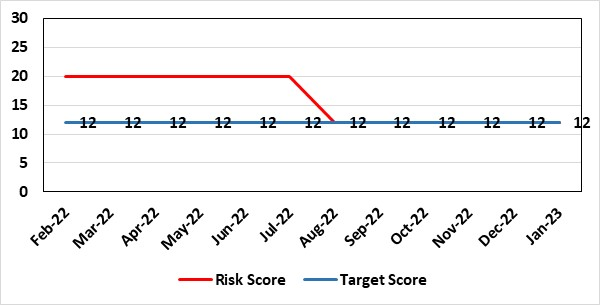 30
25
20
15
10
5
0
12 12 12 12 12 12 12 12 12 12 12 12
Feb-22 Mar-22 Apr-22 May-22 Jun-22 Jul-22 Aug-22 Sep-22 Oct-22 Nov-22 Dec-22 Jan-23
Risk Score Target Score